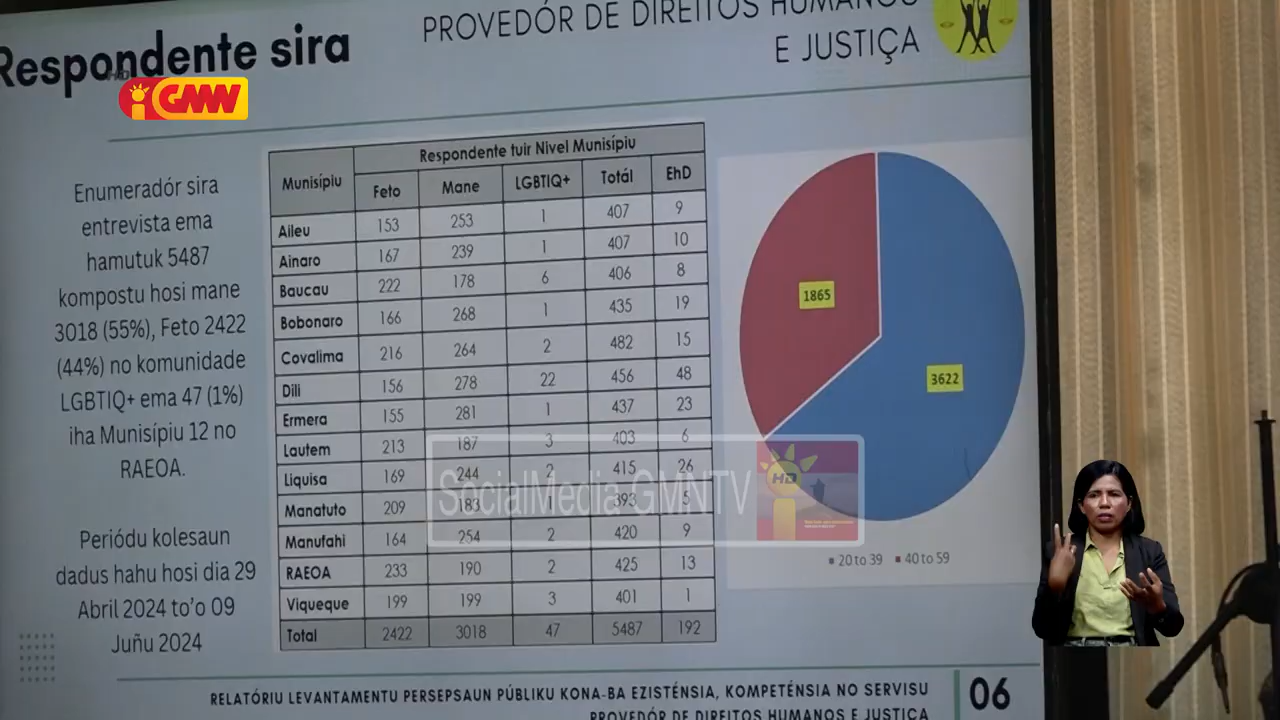 Respondente sira
PROVEDÓR DE DIREITOS HUMANOS
E JUSTIÇA
HD
GMN
Enumeradór sira
entrevista ema
hamutuk 5487
kompostu hosi mane
3018 (55%), Feto 2422
(44%) no komunidade
LGBTIQ+ ema 47 (1%)
iha Munisípiu 12 no
RAEOA.
Periódu kolesaun
dadus hahu hosi dia 29
Abril 2024 to'o 09
Juñu 2024
Munisípiu Respondente tuir Nivel Munisípiu
Feto Mane LGBTIQ+ Totál EhD
Aileu 153 253 1 407 9
Ainaro 167 239 1 407 10
Baucau 222 178 6 406 8
Bobonaro 166 268 1 435 19
Covalima 216 264 2 482 15
Dili 156 278 22 456 48
Ermera 155 281 1 437 23
Lautem 213 187 3 403 6
Liquisa 169 244 2 415 26
Manatuto 209 183 1 393 5
Manufahi 164 254 2 420 9
RAEOA 233 190 2 425 13
Viqueque 199 199 3 401 1
Total 2422 3018 47 5487 192
1865
3622
20 to 39 40 to 59
SocialMedia GMNTV
HD
RELATÓRIU LEVANTAMENTU PERSEPSAUN PÚBLIKU KONA-BA EZISTÉNSIA, KOMPETÉNSIA NO SERVISU
PROVEDÓR DE DIREITOS HUMANOS E JUSTIÇA
06